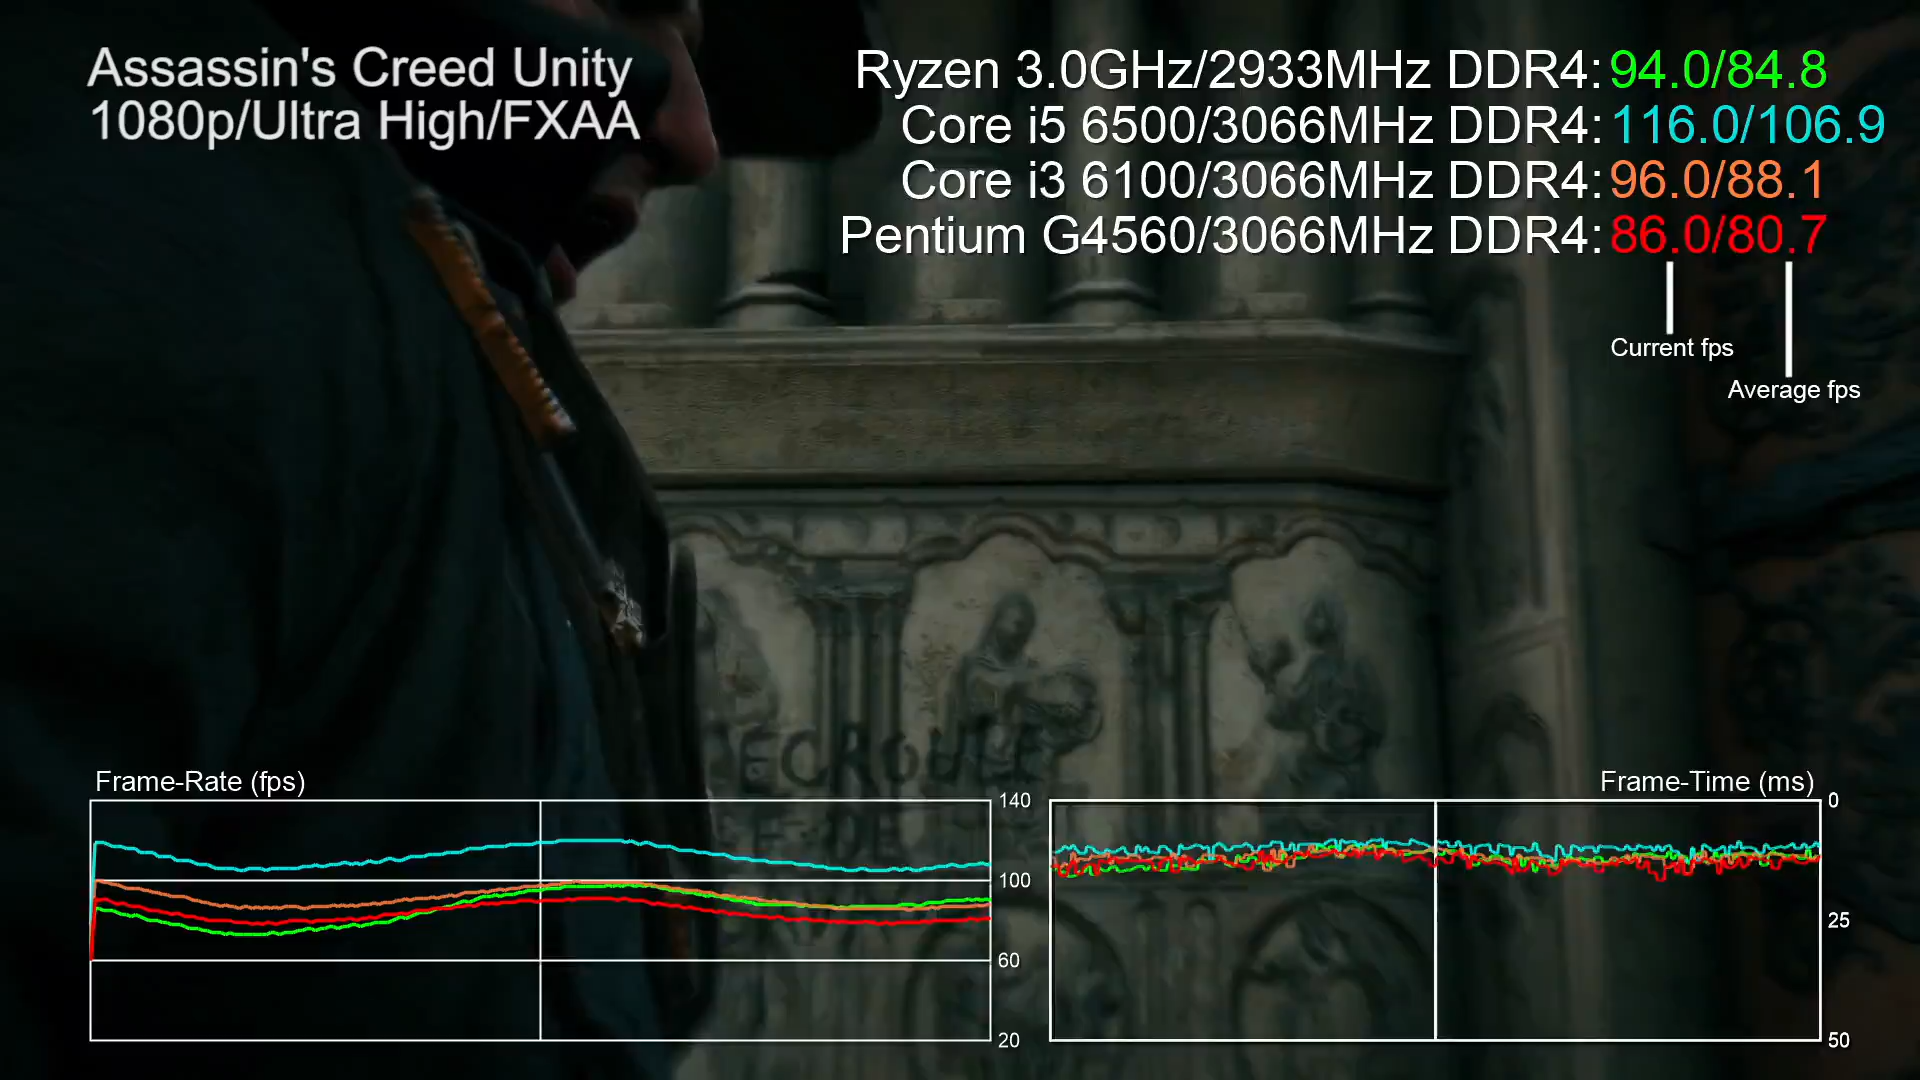 Assassin's Creed Unity
1080p/Ultra High/FXAA
Ryzen 3.0GHz/2933MHz DDR4: 94.0/84.8
Core i5 6500/3066MHz DDR4: 116.0/106.9
Core i3 6100/3066MHz DDR4: 96.0/88.1
Pentium G4560/3066MHz DDR4: 86.0/80.7
Current fps
Average fps
ECROULE
Frame-Rate (fps)
140
100
60
20
Frame-Time (ms)
0
25
50